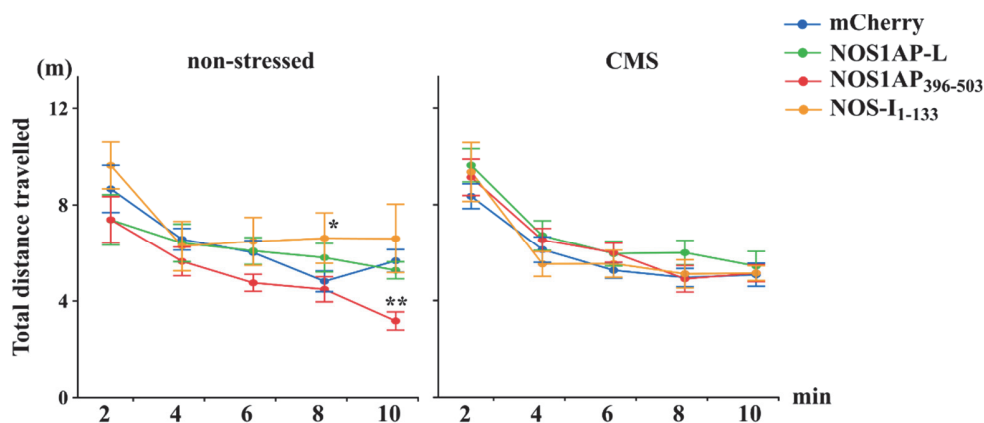 mCherry
NOS1AP-L
NOS1AP396-503
NOS-I1-133
(m)
non-stressed
CMS
Total distance travelled
12
8
4
0
*
**
2 4 6 8 10
2 4 6 8 10
min